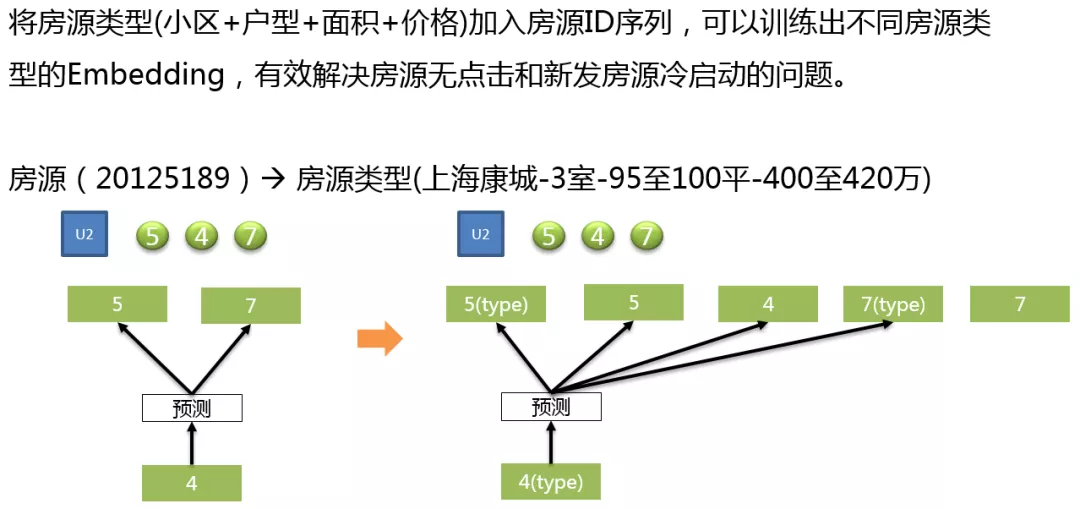 将房源类型(小区+户型+面积+价格)加入房源ID序列，可以训练出不同房源类
型的Embedding，有效解决房源无点击和新发房源冷启动的问题。
房源（20125189）→ 房源类型(上海康城-3室-95至100平-400至420万)
U2 5 4 7
5 7
预测
4
U2 5 4 7
5(type) 5 4 7(type) 7
预测
4(type)